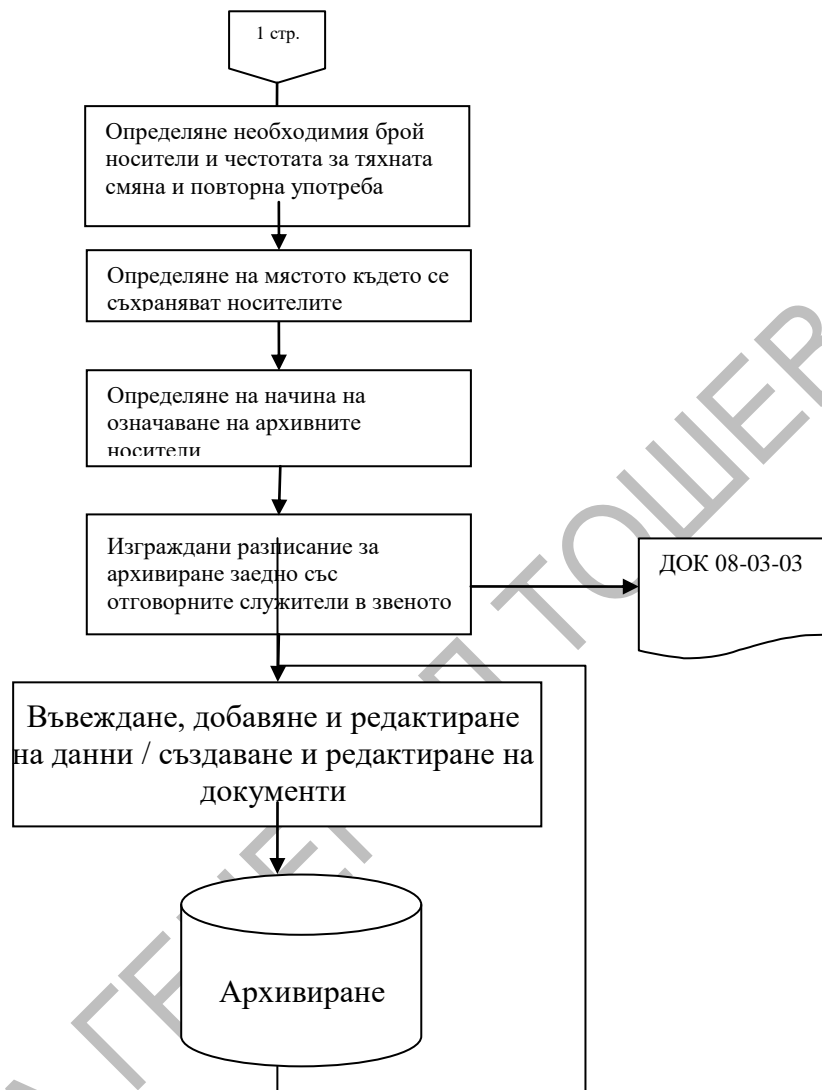 1 стр.
Определяне необходимия брой
носители и честотата за тяхната
смяна и повторна употреба
Определяне на мястото където се
съхраняват носителите
Определяне на начина на
означаване на архивните
носители
Изграждани разписание за
архивиране заедно със
отговорните служители в звеното
ДОК 08-03-03
Въвеждане, добавяне и редактиране
на данни / създаване и редактиране на
документи
Архивиране
ТОШЕВ